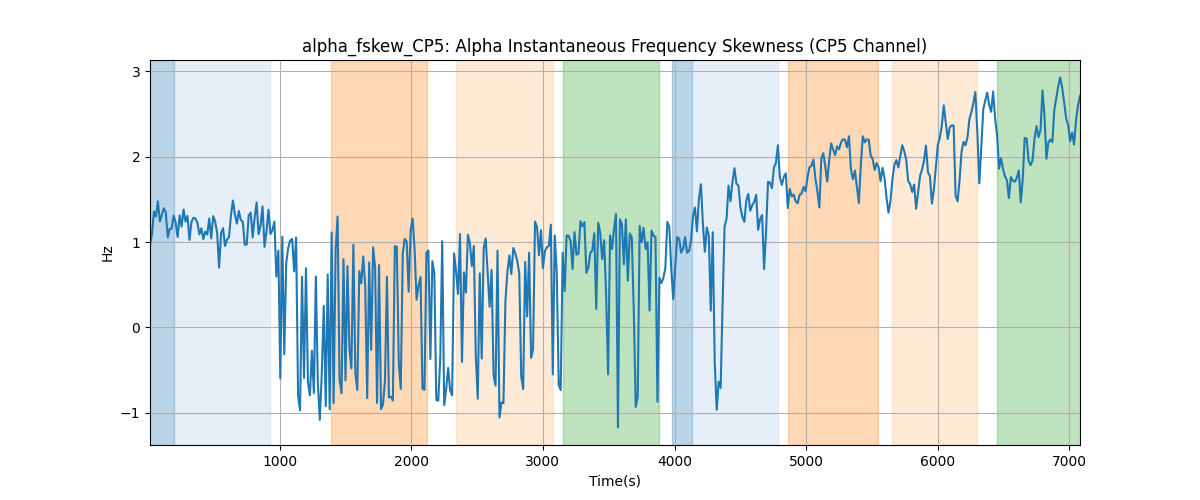 alpha_fskew_CP5: Alpha Instantaneous Frequency Skewness (CP5 Channel)
3
2
1
0
−1
Hz
1000 2000 3000 4000 5000 6000 7000
Time(s)